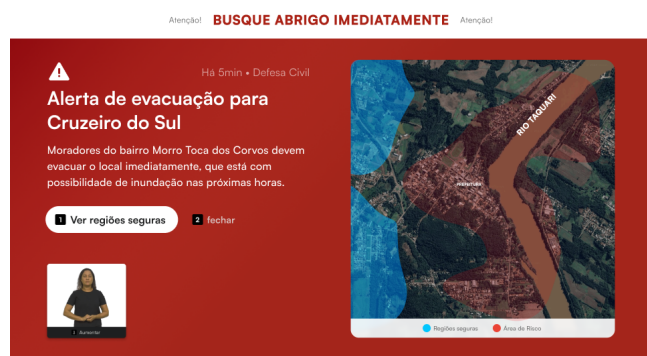 Atenção! BUSQUE ABRIGO IMEDIATAMENTE Atenção!
Há 5min • Defesa Civil
Alerta de evacuação para
Cruzeiro do Sul
Moradores do bairro Morro Toca dos Corvos devem
evacuar o local imediatamente, que está com
possibilidade de inundação nas próximas horas.
1 Ver regiões seguras 2 fechar
Aumentar
RIO TAQUARI
PREFEITURA
Regiões seguras Área de Risco